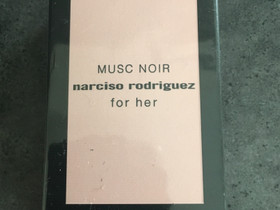 MUSC NOIR
narciso rodriguez
for her